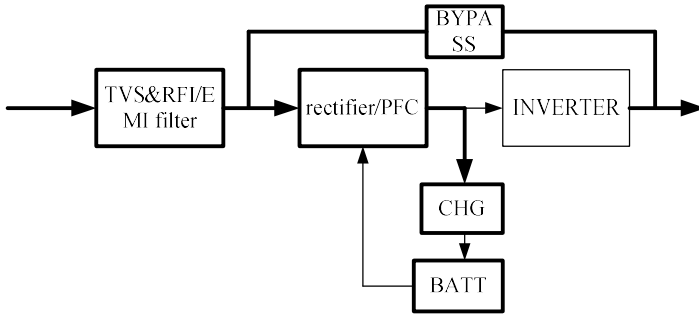 BYPA
SS
TVS&RFI/E
MI filter
rectifier/PFC
INVERTER
CHG
BATT